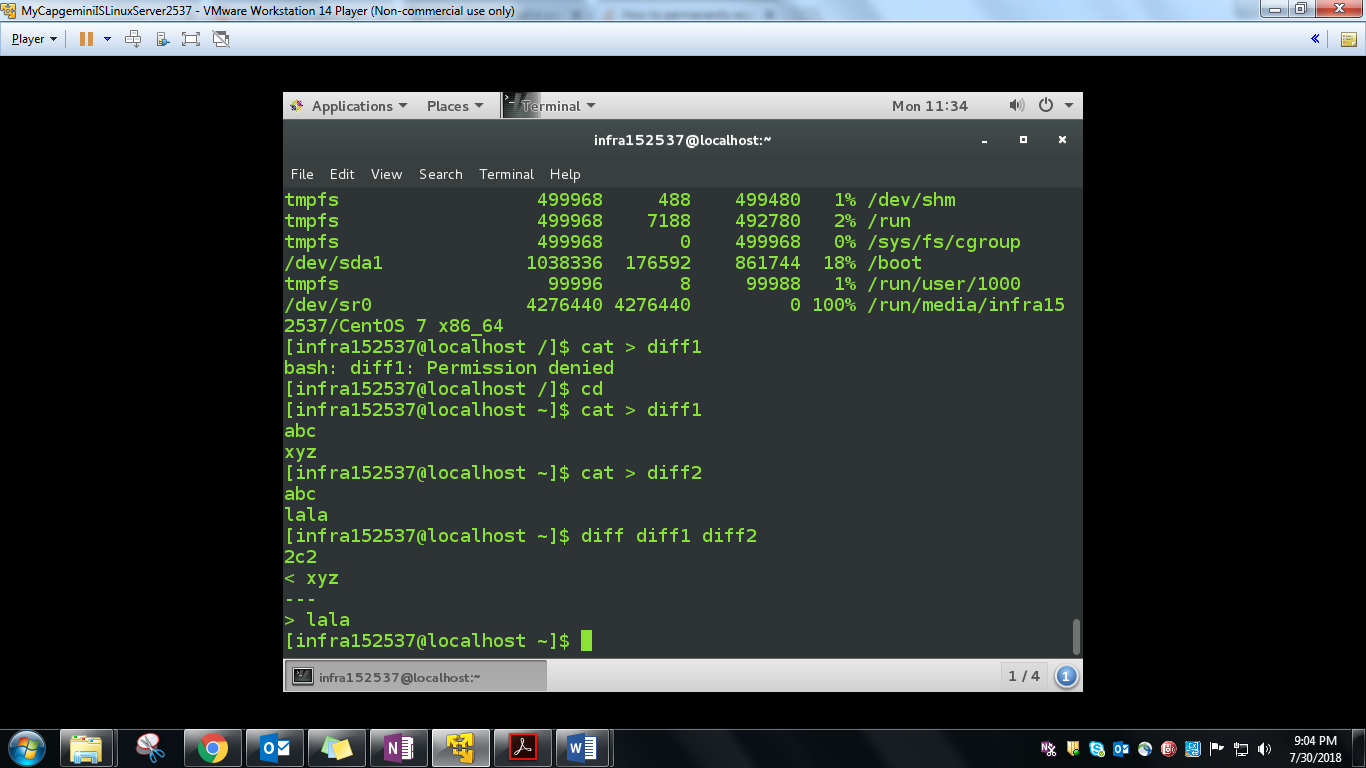 MyCapgeminiISLinuxServer2537 - VMware Workstation 14 Player (Non-commercial use only)
Player
Applications Places Terminal Mon 11:34
infra152537@localhost:~
File Edit View Search Terminal Help
tmpfs 499968 488 499480 1% /dev/shm
tmpfs 499968 7188 492780 2% /run
tmpfs 499968 0 499968 0% /sys/fs/cgroup
/dev/sda1 1038336 176592 861744 18% /boot
tmpfs 99996 8 99988 1% /run/user/1000
/dev/sr0 4276440 4276440 0 100% /run/media/infra15
2537/CentOS 7 x86_64
[infra152537@localhost /]$ cat > diff1
bash: diff1: Permission denied
[infra152537@localhost /]$ cd
[infra152537@localhost ~]$ cat > diff1
abc
xyz
[infra152537@localhost ~]$ cat > diff2
abc
lala
[infra152537@localhost ~]$ diff diff1 diff2
2c2
< xyz
---
> lala
[infra152537@localhost ~]$
infra152537@localhost:~ 1 / 4 1
9:04 PM
7/30/2018